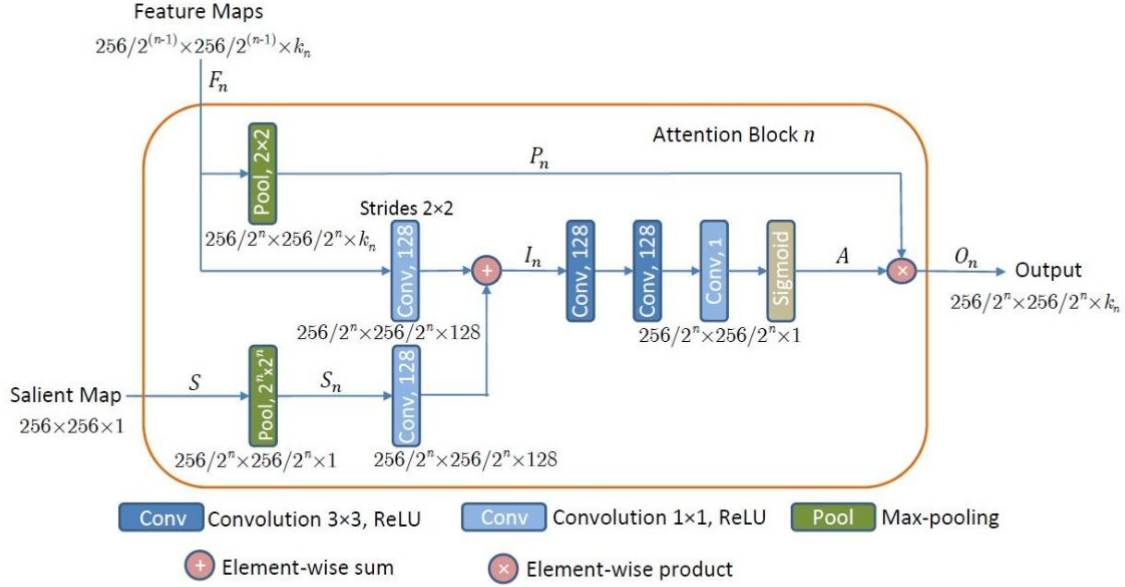 Feature Maps
256/2^(n-1)×256/2^(n-1)×k_n
F_n
Attention Block n
Pool, 2×2
P_n
256/2^n×256/2^n×k_n
Strides 2×2
Conv, 128
+
I_n
Conv, 128
Conv, 128
Conv, 1
Sigmoid
A
×
O_n
Output
256/2^n×256/2^n×k_n
256/2^n×256/2^n×128
256/2^n×256/2^n×1
Salient Map
256×256×1
S
Pool, 2^n×2^n
S_n
Conv, 128
256/2^n×256/2^n×1
256/2^n×256/2^n×128
Conv Convolution 3×3, ReLU
Conv Convolution 1×1, ReLU
Pool Max-pooling
+ Element-wise sum
× Element-wise product